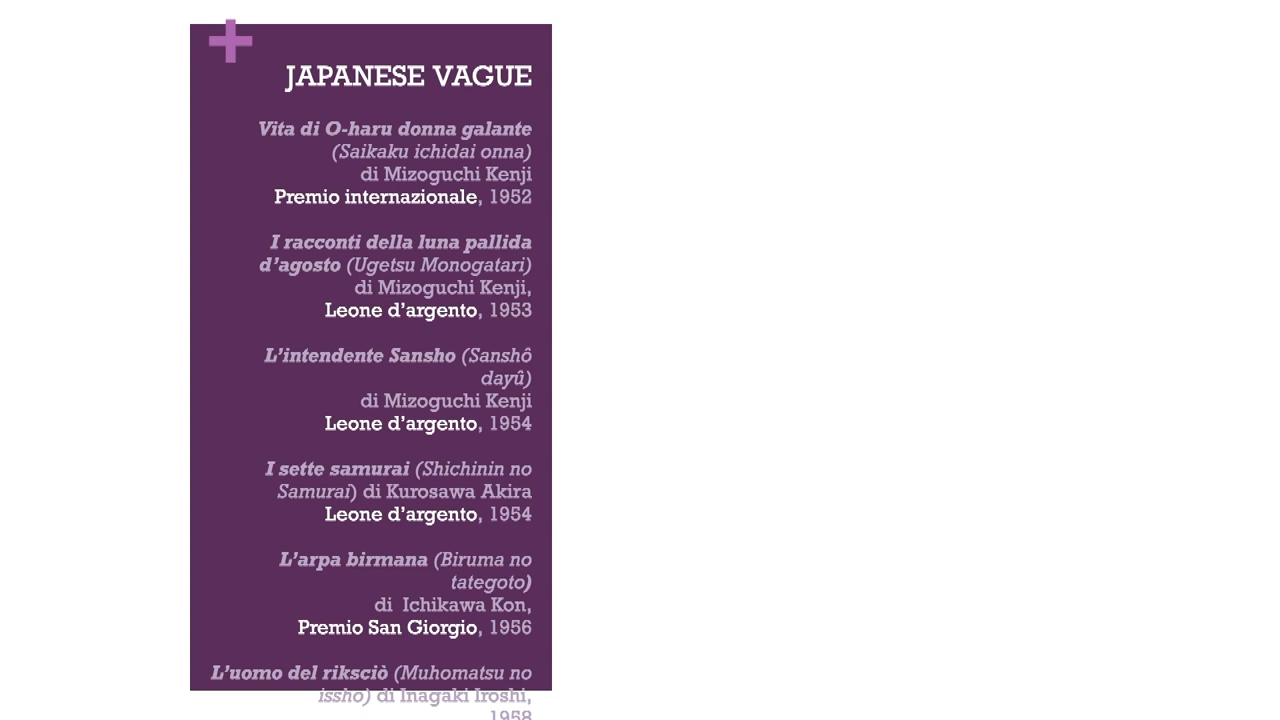 JAPANESE VAGUE
Vita di O-haru donna galante
(Saikaku ichidai onna)
di Mizoguchi Kenji
Premio internazionale, 1952
I racconti della luna pallida
d’agosto (Ugetsu Monogatari)
di Mizoguchi Kenji,
Leone d’argento, 1953
L’intendente Sansho (Sanshô
dayû)
di Mizoguchi Kenji
Leone d’argento, 1954
I sette samurai (Shichinin no
Samurai) di Kurosawa Akira
Leone d’argento, 1954
L’arpa birmana (Biruma no
tategoto)
di  Ichikawa Kon,
Premio San Giorgio, 1956
L’uomo del riksciò (Muhomatsu no
issho) di Inagaki Iroshi,
1958